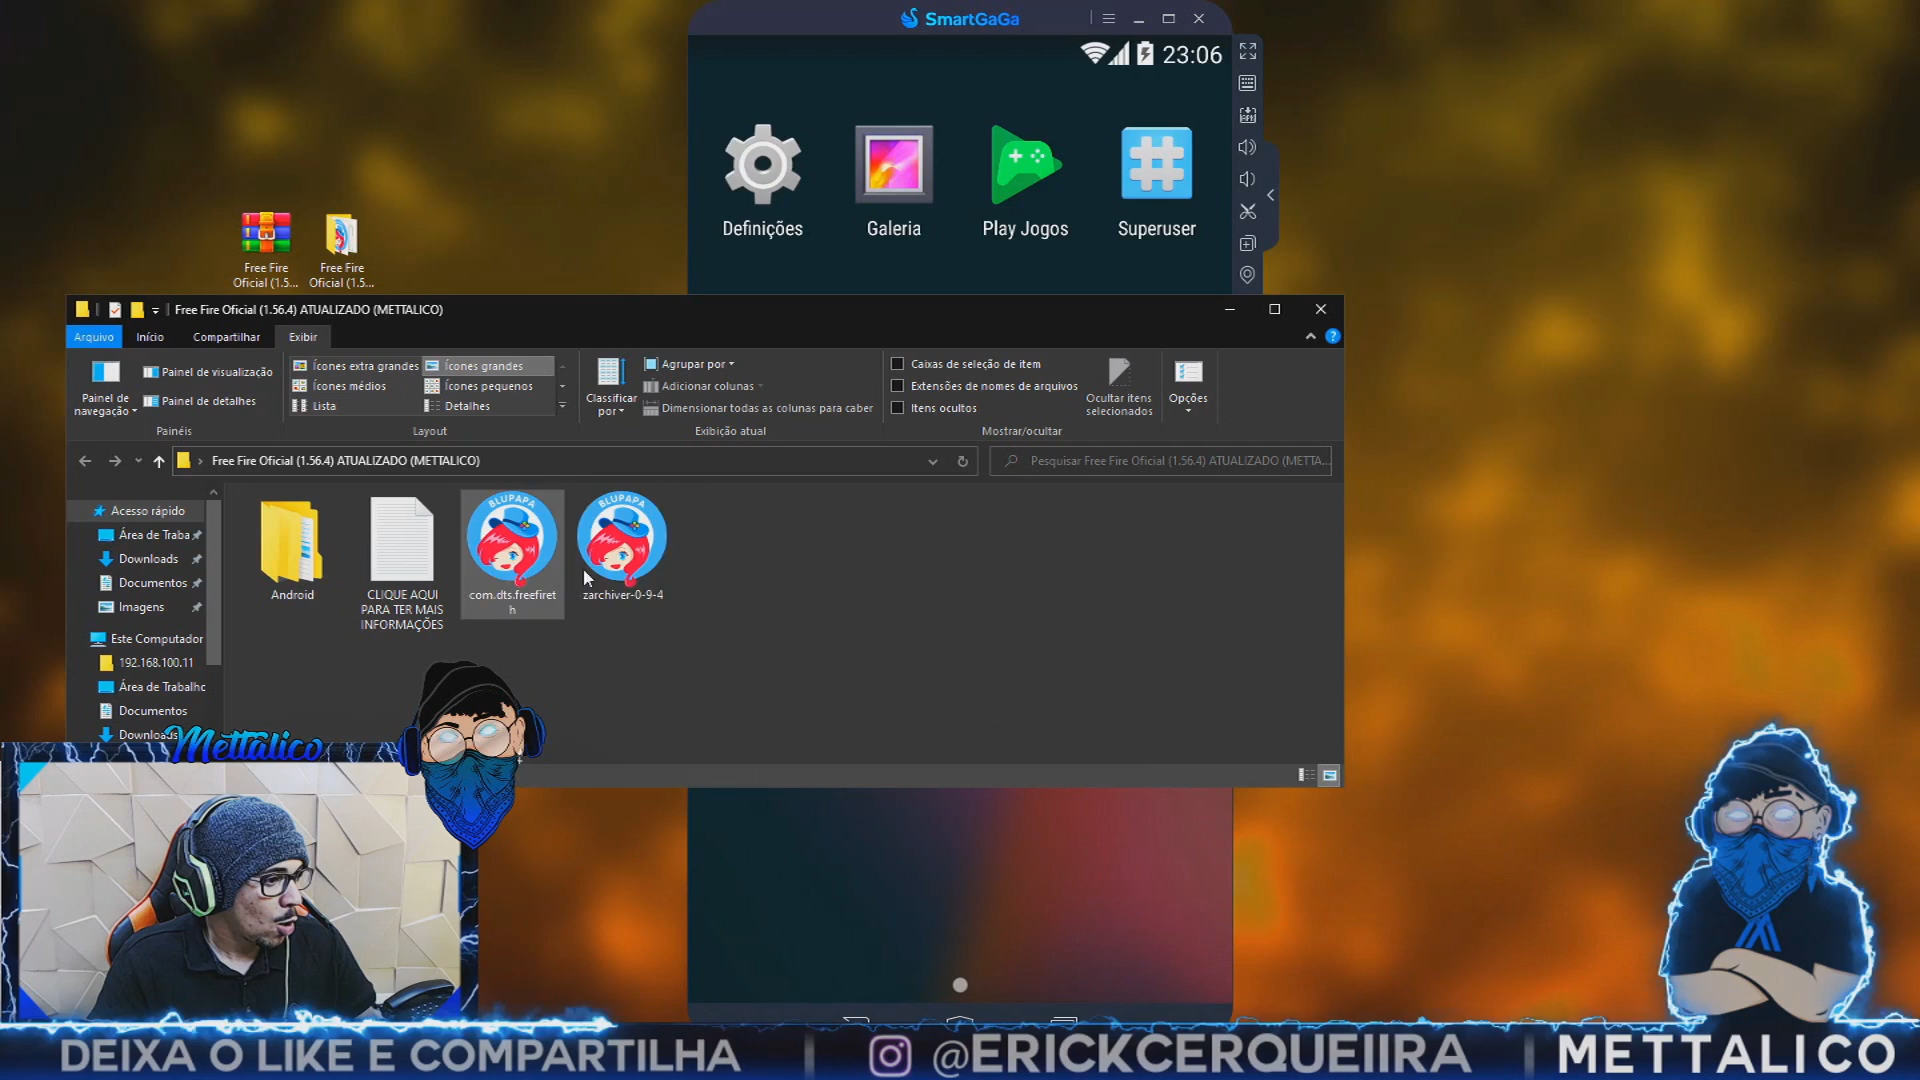 SmartGaGa
23:06
Definições
Galeria
Play Jogos
Superuser
Free Fire
Oficial (1.5...
Free Fire
Oficial (1.5...
Free Fire Oficial (1.56.4) ATUALIZADO (METTALICO)
Arquivo
Início
Compartilhar
Exibir
Painel de
navegação
Painel de visualização
Painel de detalhes
Painéis
Ícones extra grandes
Ícones grandes
Ícones médios
Ícones pequenos
Lista
Detalhes
Layout
Classificar
por
Agrupar por
Adicionar colunas
Dimensionar todas as colunas para caber
Exibição atual
Caixas de seleção de item
Extensões de nomes de arquivos
Itens ocultos
Ocultar itens
selecionados
Mostrar/ocultar
Opções
Free Fire Oficial (1.56.4) ATUALIZADO (METTALICO)
Pesquisar Free Fire Oficial (1.56.4) ATUALIZADO (METTA...
Acesso rápido
Área de Traba
Downloads
Documentos
Imagens
Este Computador
192.168.100.11
Área de Trabalho
Documentos
Downloads
Android
CLIQUE AQUI
PARA TER MAIS
INFORMAÇÕES
BLUPAPA
com.dts.freefiret
h
BLUPAPA
zarchiver-0-9-4
Mettalico
DEIXA O LIKE E COMPARTILHA | @ERICKCERQUEIIRA | METTALICO